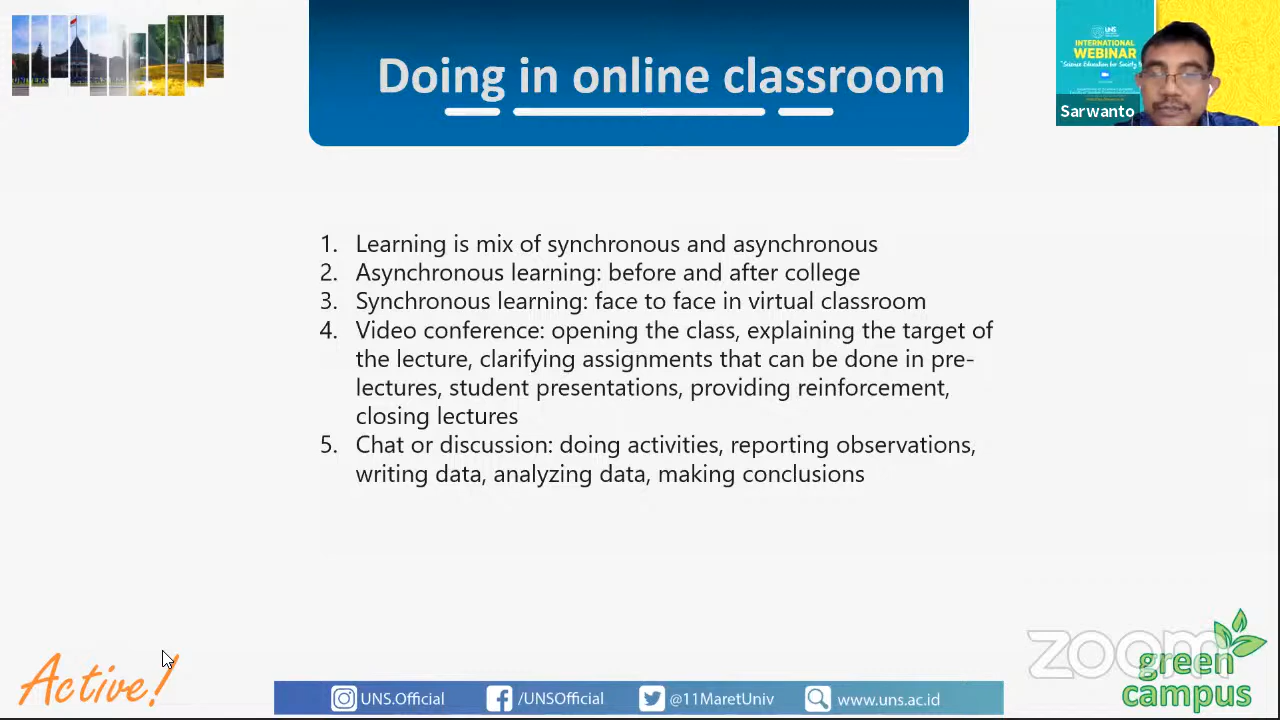 Doing in online classroom
UNS
INTERNATIONAL
WEBINAR
Sarwanto
1. Learning is mix of synchronous and asynchronous
2. Asynchronous learning: before and after college
3. Synchronous learning: face to face in virtual classroom
4. Video conference: opening the class, explaining the target of
the lecture, clarifying assignments that can be done in pre-
lectures, student presentations, providing reinforcement,
closing lectures
5. Chat or discussion: doing activities, reporting observations,
writing data, analyzing data, making conclusions
zoom
green
campus
Active!
UNS.Official
/UNSOfficial
@11MaretUniv
www.uns.ac.id